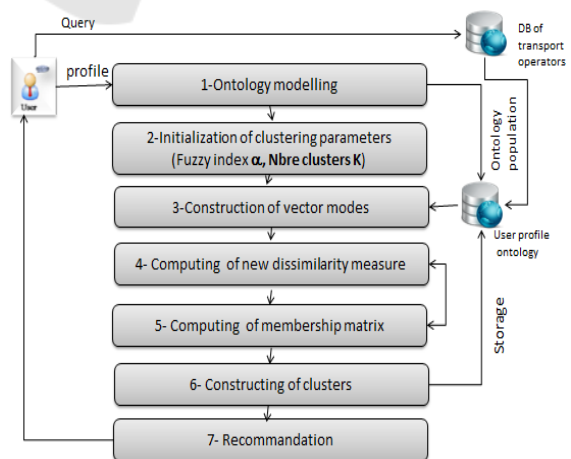 Query
DB of
transport
operators
profile
User
1-Ontology modelling
2-Initialization of clustering parameters
(Fuzzy index α, Nbre clusters K)
Ontology
population
3-Construction of vector modes
User profile
ontology
4- Computing of new dissimilarity measure
5- Computing of membership matrix
Storage
6- Constructing of clusters
7- Recommandation